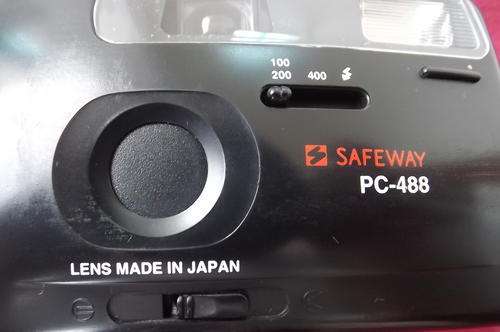 100
200 400
SAFEWAY
PC-488
LENS MADE IN JAPAN